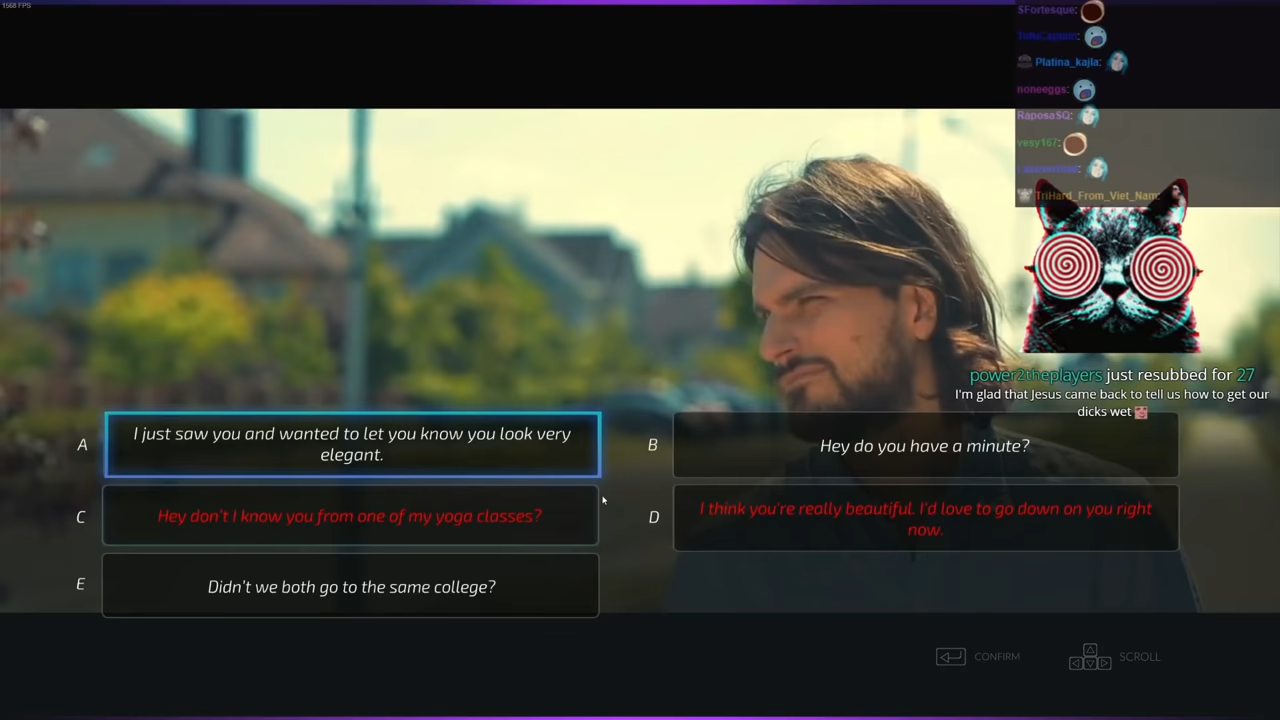 1568 FPS
SFortesque:
Platina_kajla:
noneeggs:
RaposaSQ:
vesy167:
TriHard_From_Viet_Nam:
power2theplayers just resubbed for 27
I'm glad that Jesus came back to tell us how to get our
dicks wet
A
I just saw you and wanted to let you know you look very
elegant.
B
Hey do you have a minute?
C
Hey don't I know you from one of my yoga classes?
D
I think you're really beautiful. I'd love to go down on you right
now.
E
Didn't we both go to the same college?
CONFIRM
SCROLL